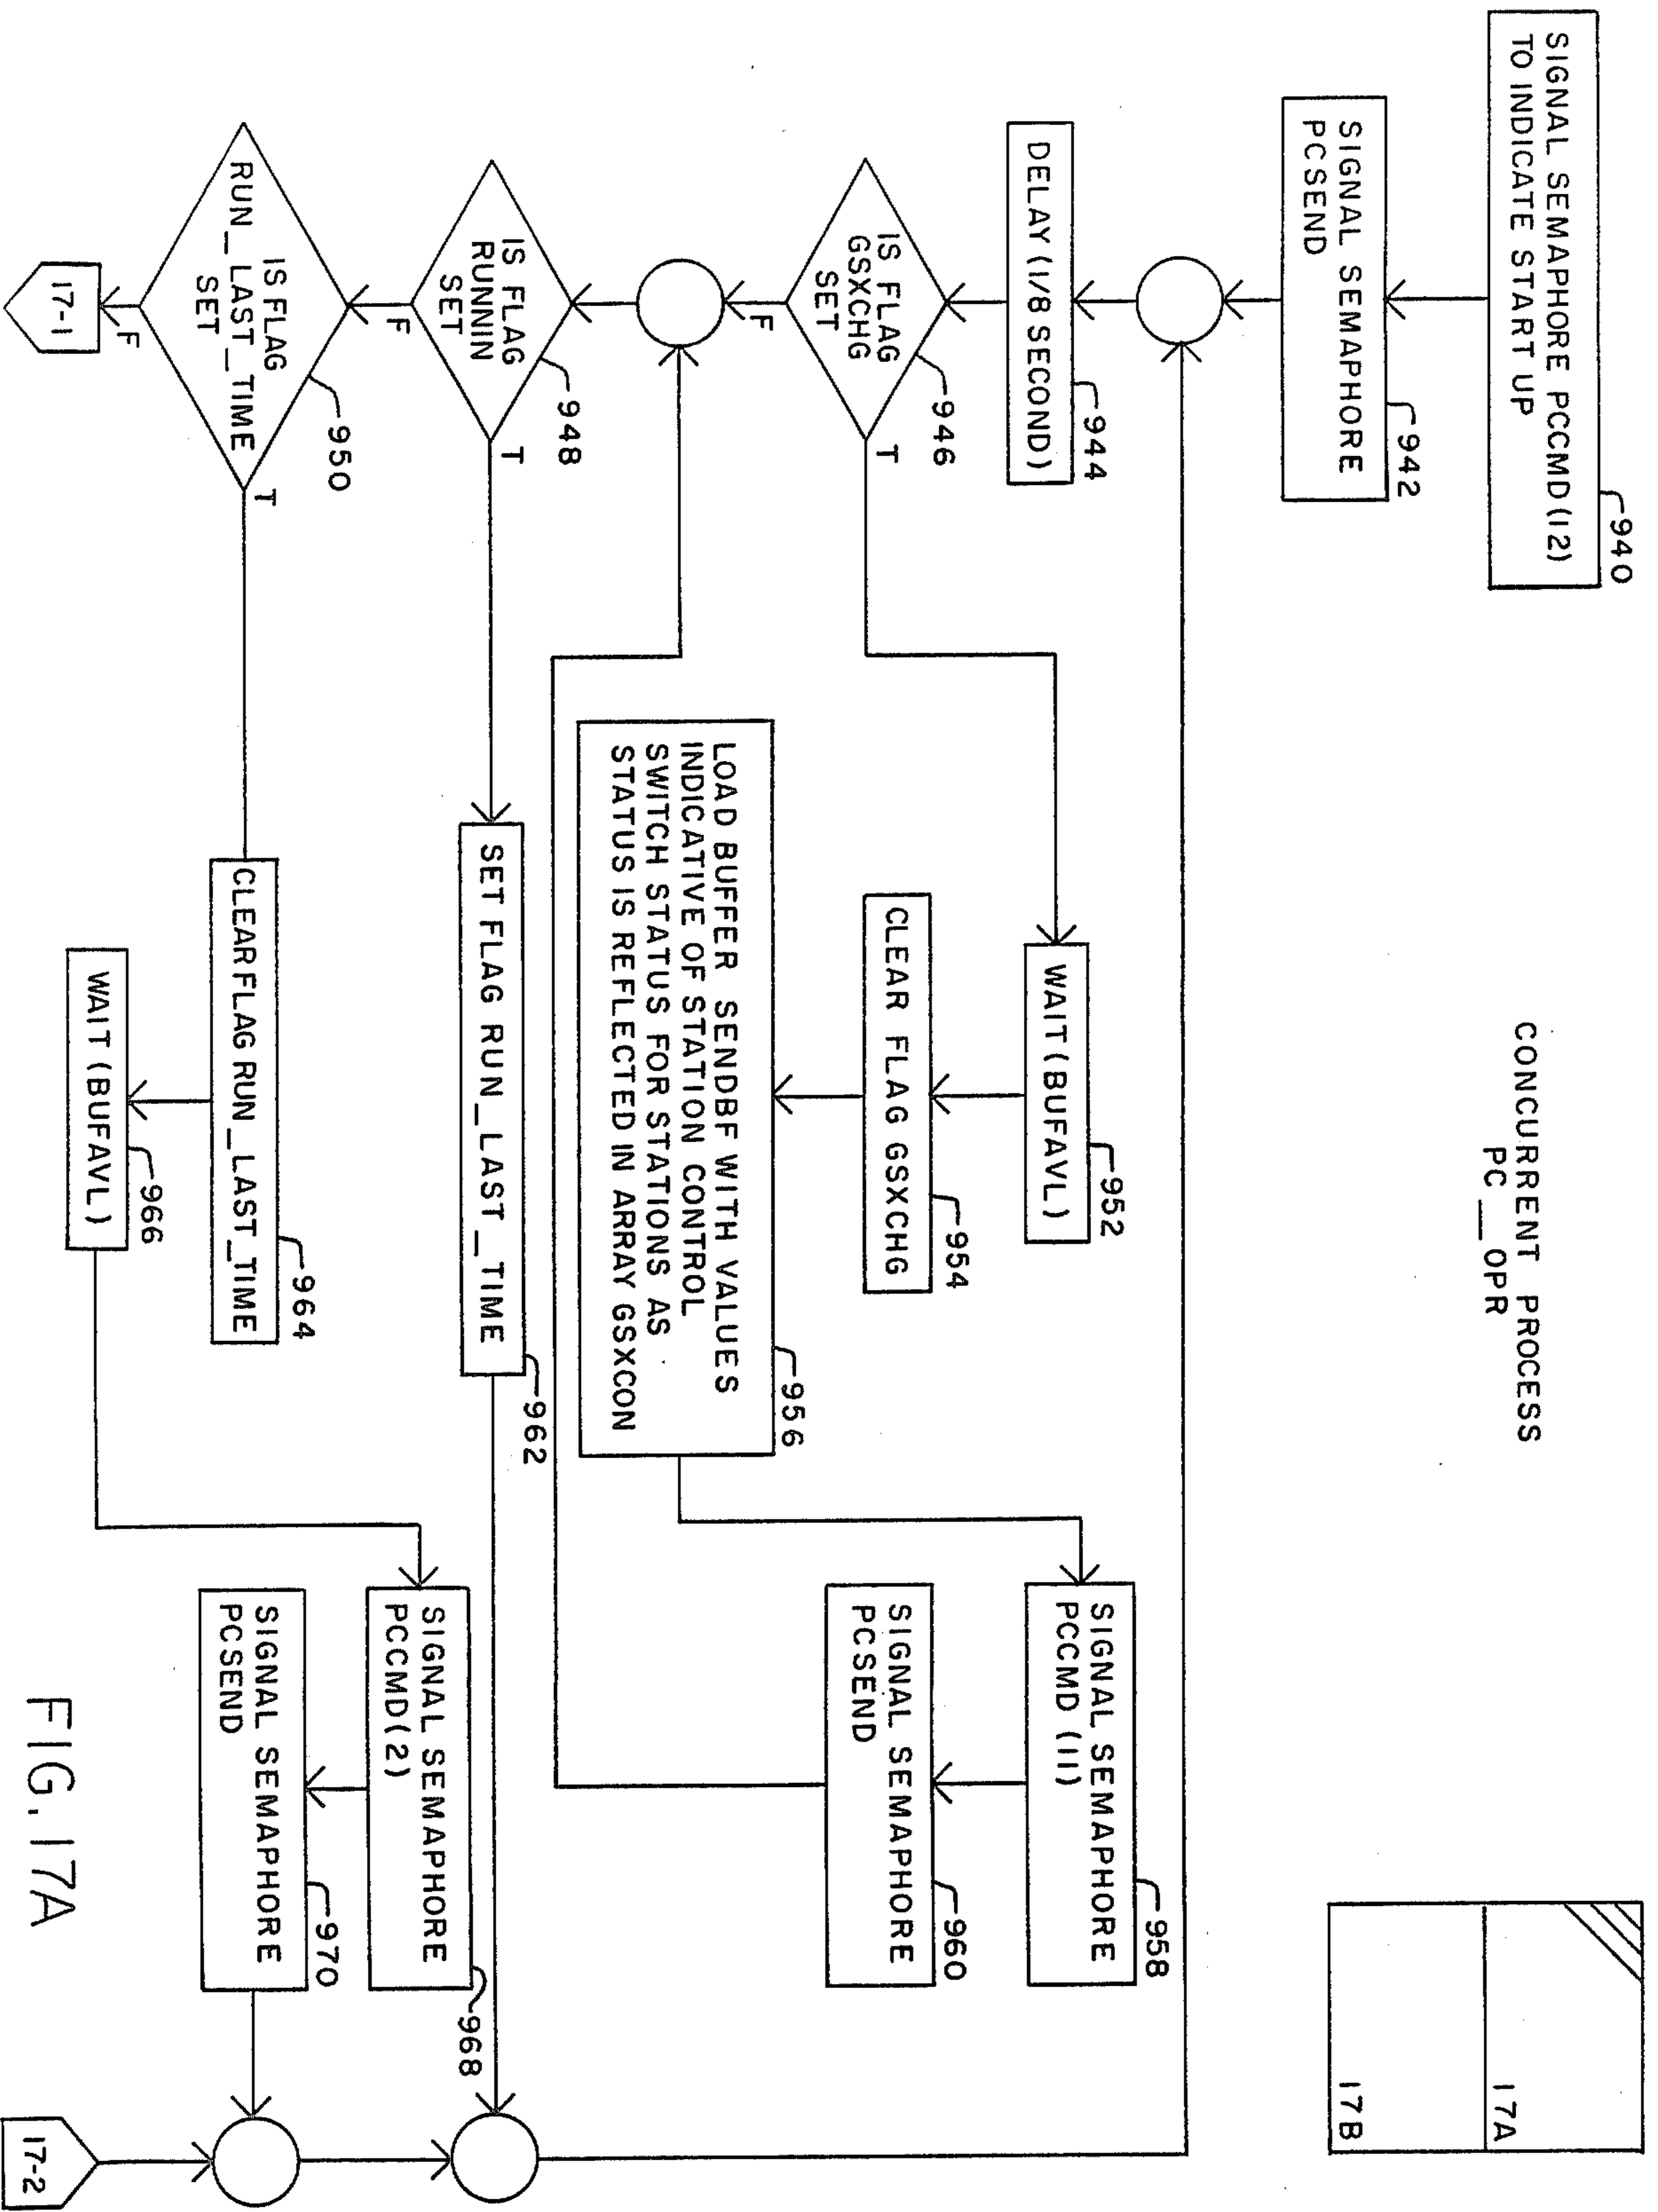 CONCURRENT PROCESS
PC__OPR
17A
17B
940
SIGNAL SEMAPHORE PCCMD(12)
TO INDICATE START UP
942
SIGNAL SEMAPHORE
PCSEND
944
DELAY (1/8 SECOND)
946
IS FLAG
GSXCHG
SET
T
F
952
WAIT (BUFAVL)
954
CLEAR FLAG GSXCHG
956
LOAD BUFFER SENDBF WITH VALUES
INDICATIVE OF STATION CONTROL
SWITCH STATUS FOR STATIONS AS
STATUS IS REFLECTED IN ARRAY GSXCON
958
SIGNAL SEMAPHORE
PCCMD (11)
960
SIGNAL SEMAPHORE
PCSEND
948
IS FLAG
RUNNIN
SET
T
F
962
SET FLAG RUN_LAST_TIME
950
IS FLAG
RUN_LAST_TIME
SET
T
F
964
CLEAR FLAG RUN_LAST_TIME
966
WAIT (BUFAVL)
968
SIGNAL SEMAPHORE
PCCMD(2)
970
SIGNAL SEMAPHORE
PCSEND
17-1
17-2
FIG. 17A